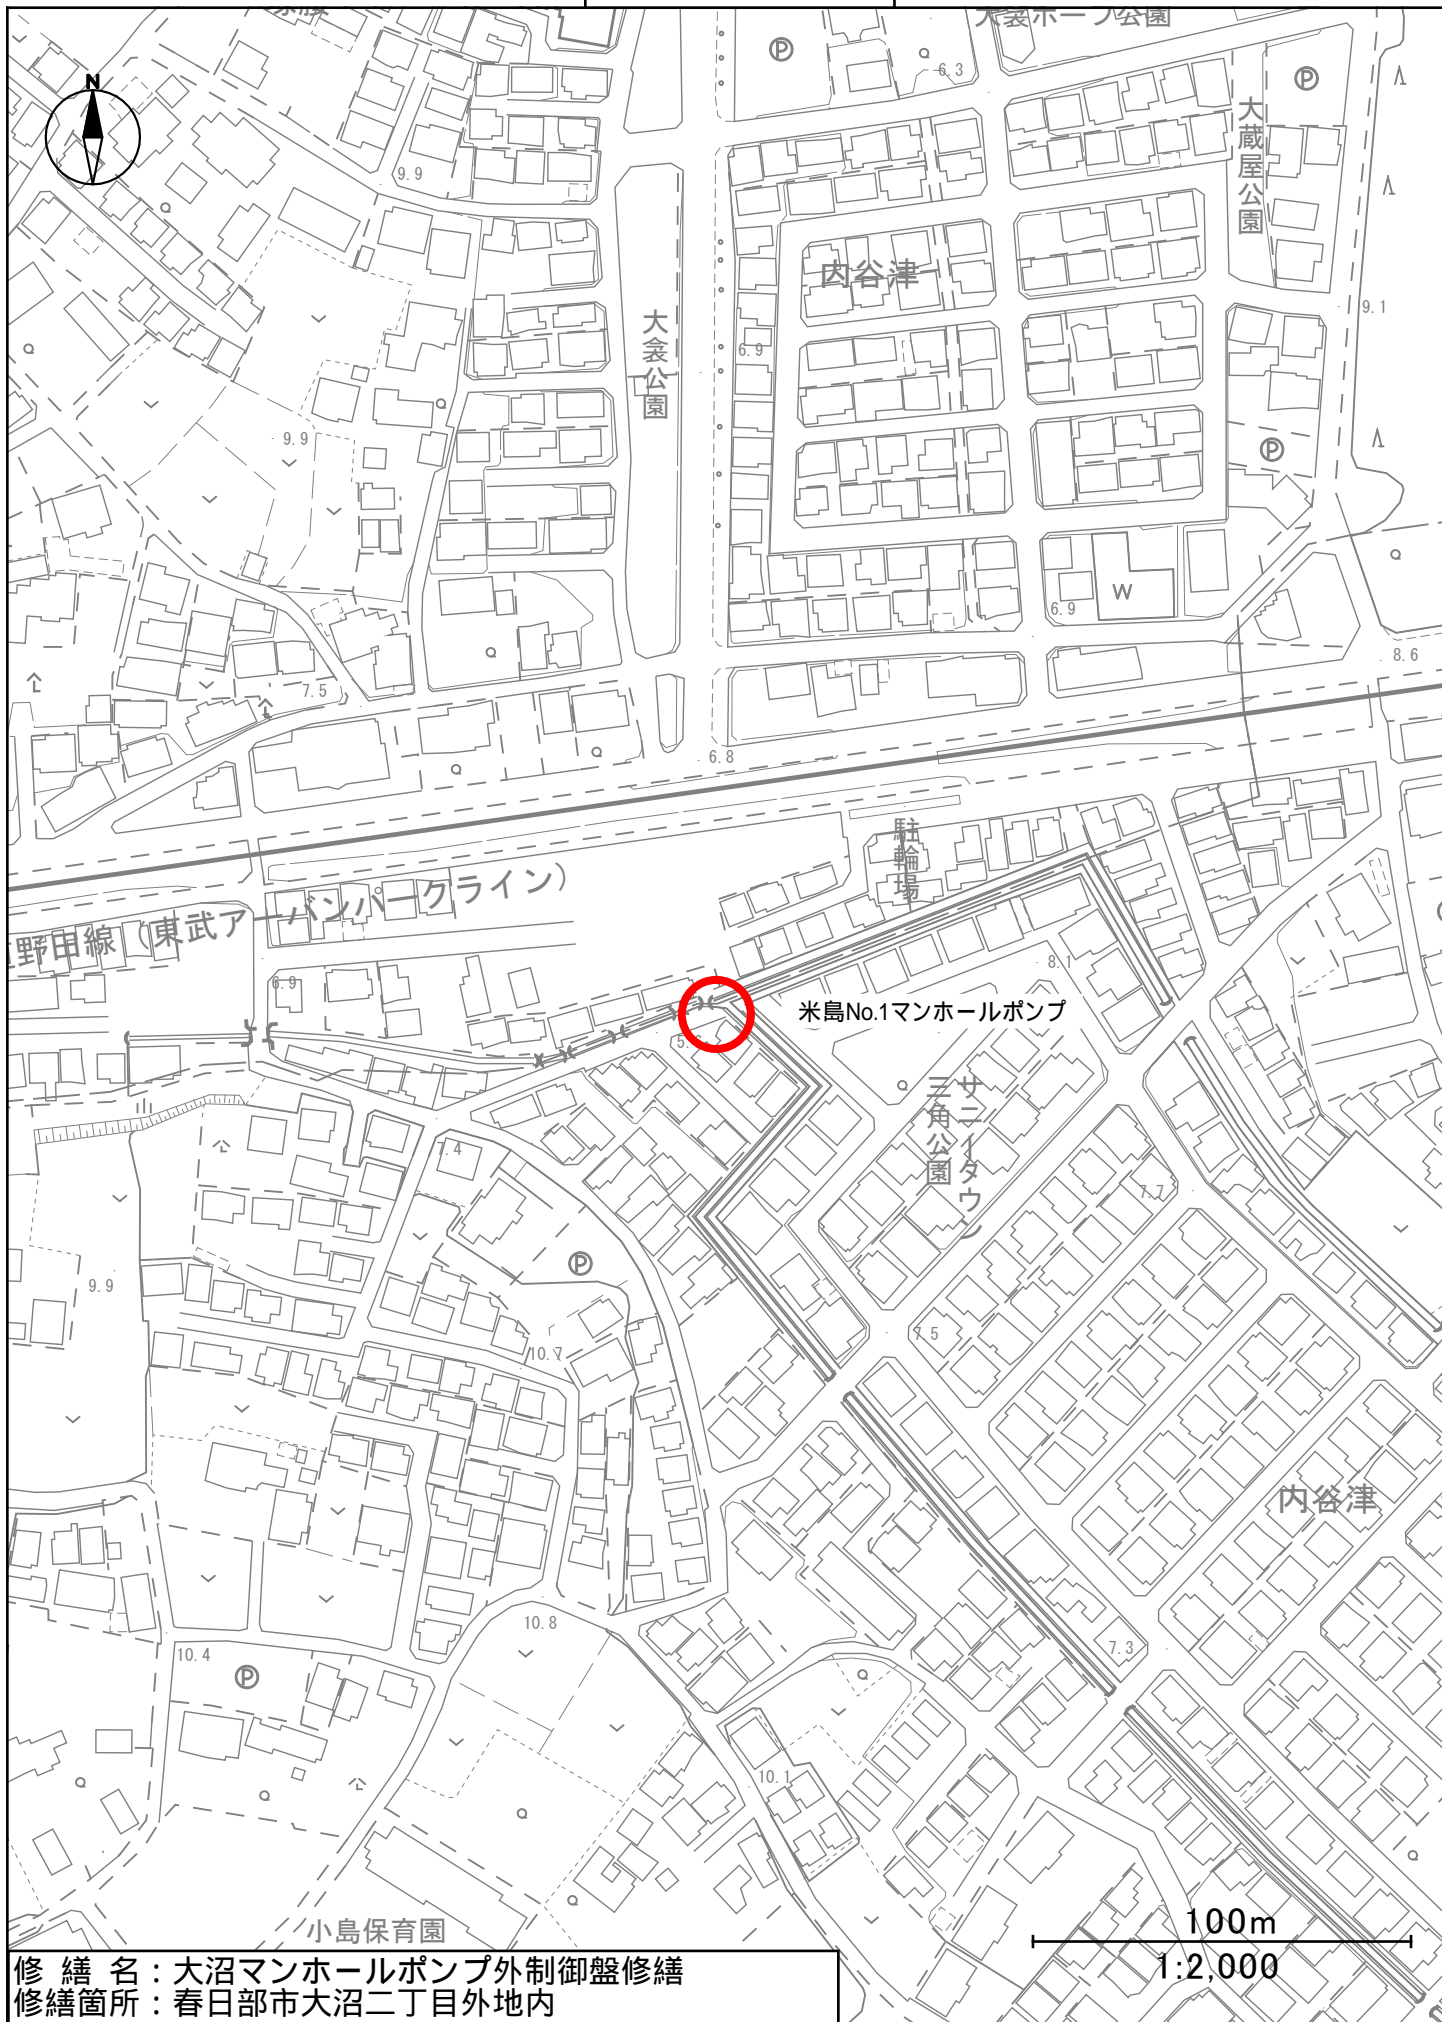 大袋ホープ公園
N
P
6.3
P
9.9
大蔵屋公園
内谷津
9.1
大袋公園
6.9
9.9
P
W
6.9
8.6
7.5
6.8
駐輪場
野田線（東武アーバンパークライン）
6.9
8.1
米島No.1マンホールポンプ
サニータウン
三角公園
7.4
7.7
P
9.9
7.5
10.7
内谷津
10.8
7.3
10.4
P
10.1
小島保育園
100m
1:2,000
修 繕 名：大沼マンホールポンプ外制御盤修繕
修繕箇所：春日部市大沼二丁目外地内